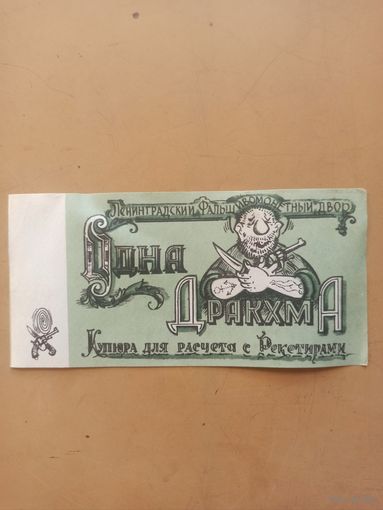 Ленинградский Фальшивомонетный двор
Одна
Дракхма
Купюра для расчета с Рекетирами